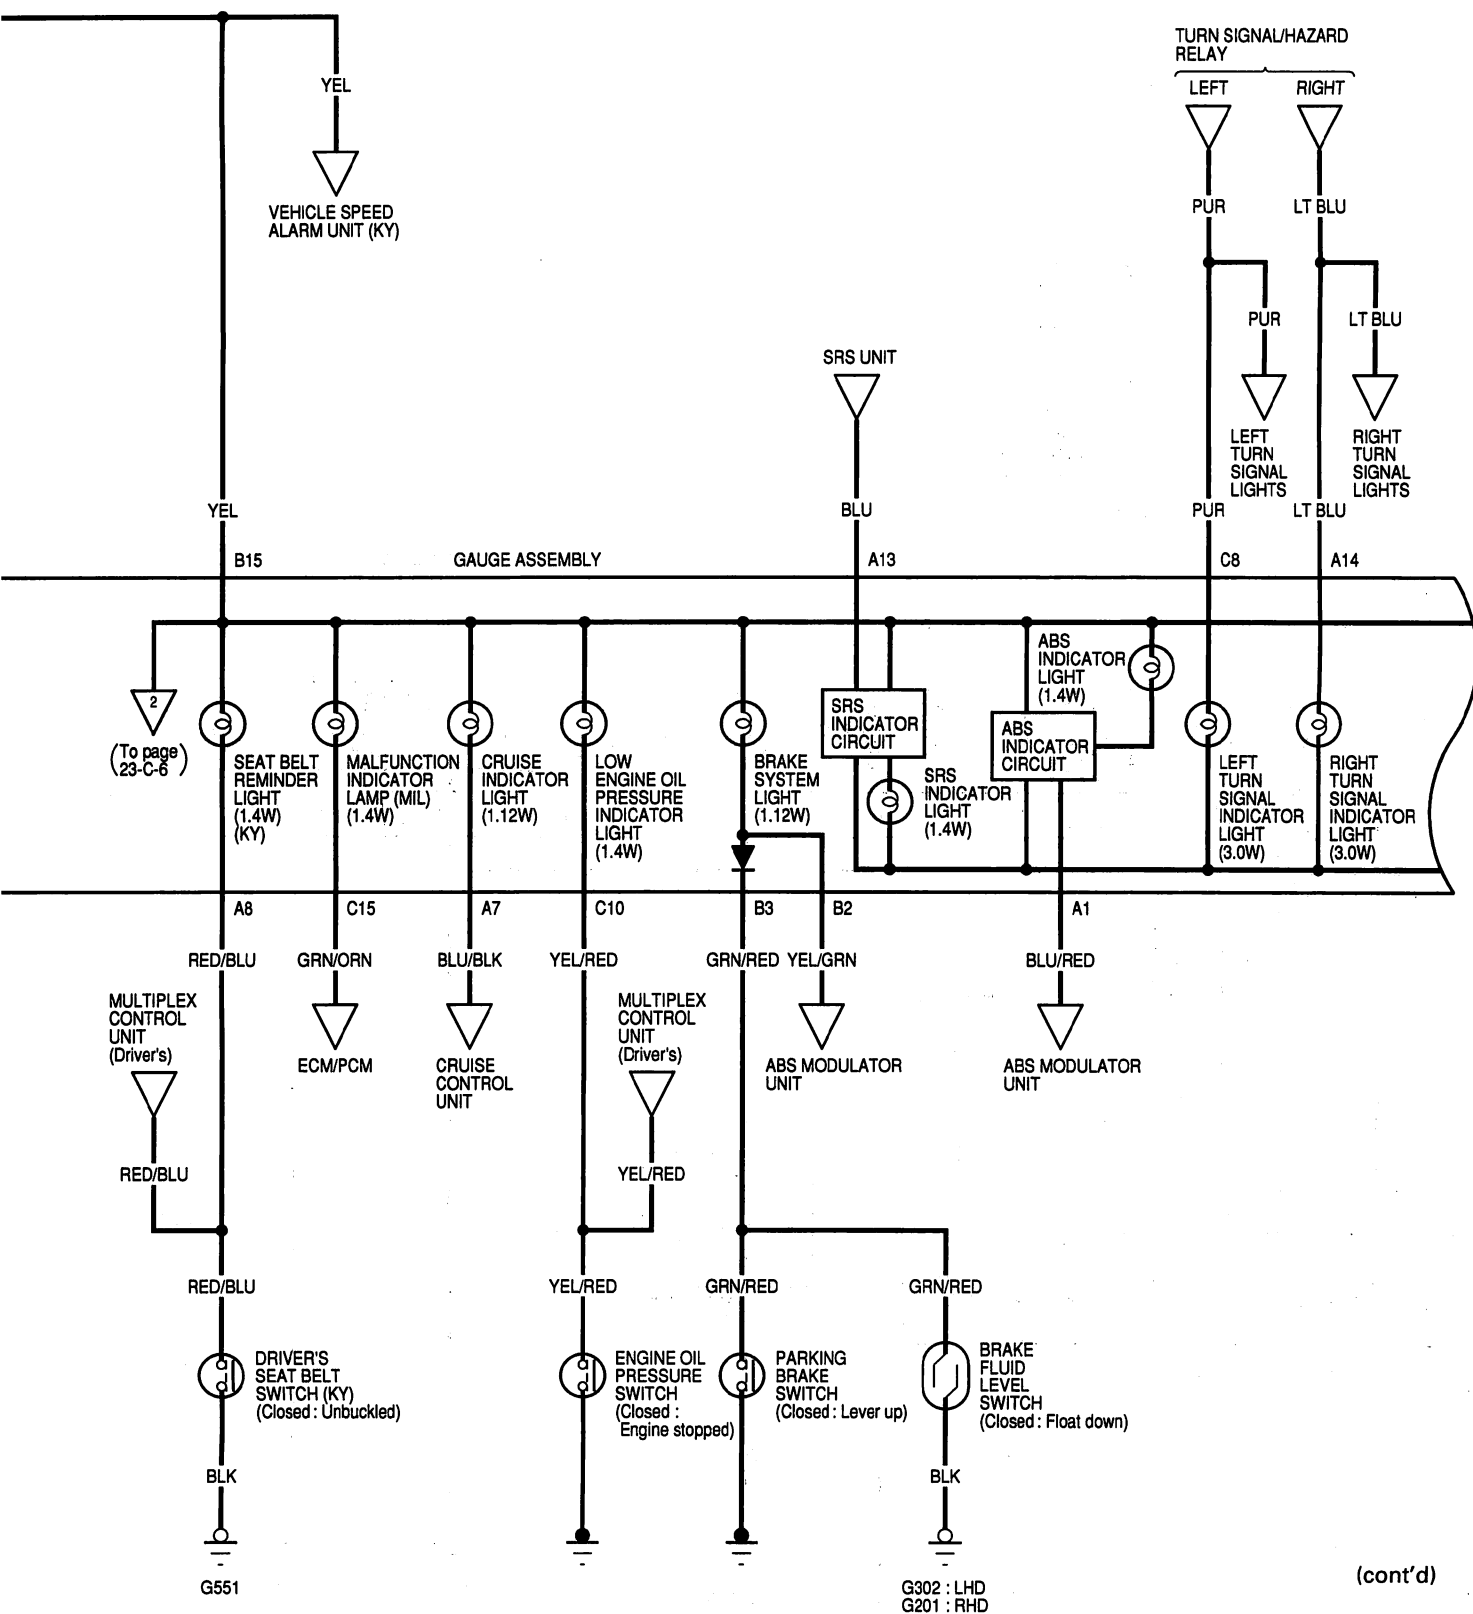 TURN SIGNAL/HAZARD
RELAY
LEFT
RIGHT
YEL
VEHICLE SPEED
ALARM UNIT (KY)
PUR
LT BLU
PUR
LT BLU
SRS UNIT
LEFT
TURN
SIGNAL
LIGHTS
RIGHT
TURN
SIGNAL
LIGHTS
YEL
BLU
PUR
LT BLU
B15
GAUGE ASSEMBLY
A13
C8
A14
2
(To page
23-C-6)
SEAT BELT
REMINDER
LIGHT
(1.4W)
(KY)
MALFUNCTION
INDICATOR
LAMP (MIL)
(1.4W)
CRUISE
INDICATOR
LIGHT
(1.12W)
LOW
ENGINE OIL
PRESSURE
INDICATOR
LIGHT
(1.4W)
BRAKE
SYSTEM
LIGHT
(1.12W)
SRS
INDICATOR
CIRCUIT
SRS
INDICATOR
LIGHT
(1.4W)
ABS
INDICATOR
LIGHT
(1.4W)
ABS
INDICATOR
CIRCUIT
LEFT
TURN
SIGNAL
INDICATOR
LIGHT
(3.0W)
RIGHT
TURN
SIGNAL
INDICATOR
LIGHT
(3.0W)
A8
C15
A7
C10
B3
B2
A1
RED/BLU
GRN/ORN
BLU/BLK
YEL/RED
GRN/RED
YEL/GRN
BLU/RED
MULTIPLEX
CONTROL
UNIT
(Driver's)
ECM/PCM
CRUISE
CONTROL
UNIT
MULTIPLEX
CONTROL
UNIT
(Driver's)
ABS MODULATOR
UNIT
ABS MODULATOR
UNIT
RED/BLU
YEL/RED
RED/BLU
YEL/RED
GRN/RED
GRN/RED
DRIVER'S
SEAT BELT
SWITCH (KY)
(Closed : Unbuckled)
ENGINE OIL
PRESSURE
SWITCH
(Closed :
Engine stopped)
PARKING
BRAKE
SWITCH
(Closed : Lever up)
BRAKE
FLUID
LEVEL
SWITCH
(Closed : Float down)
BLK
BLK
G551
G302 : LHD
G201 : RHD
(cont'd)